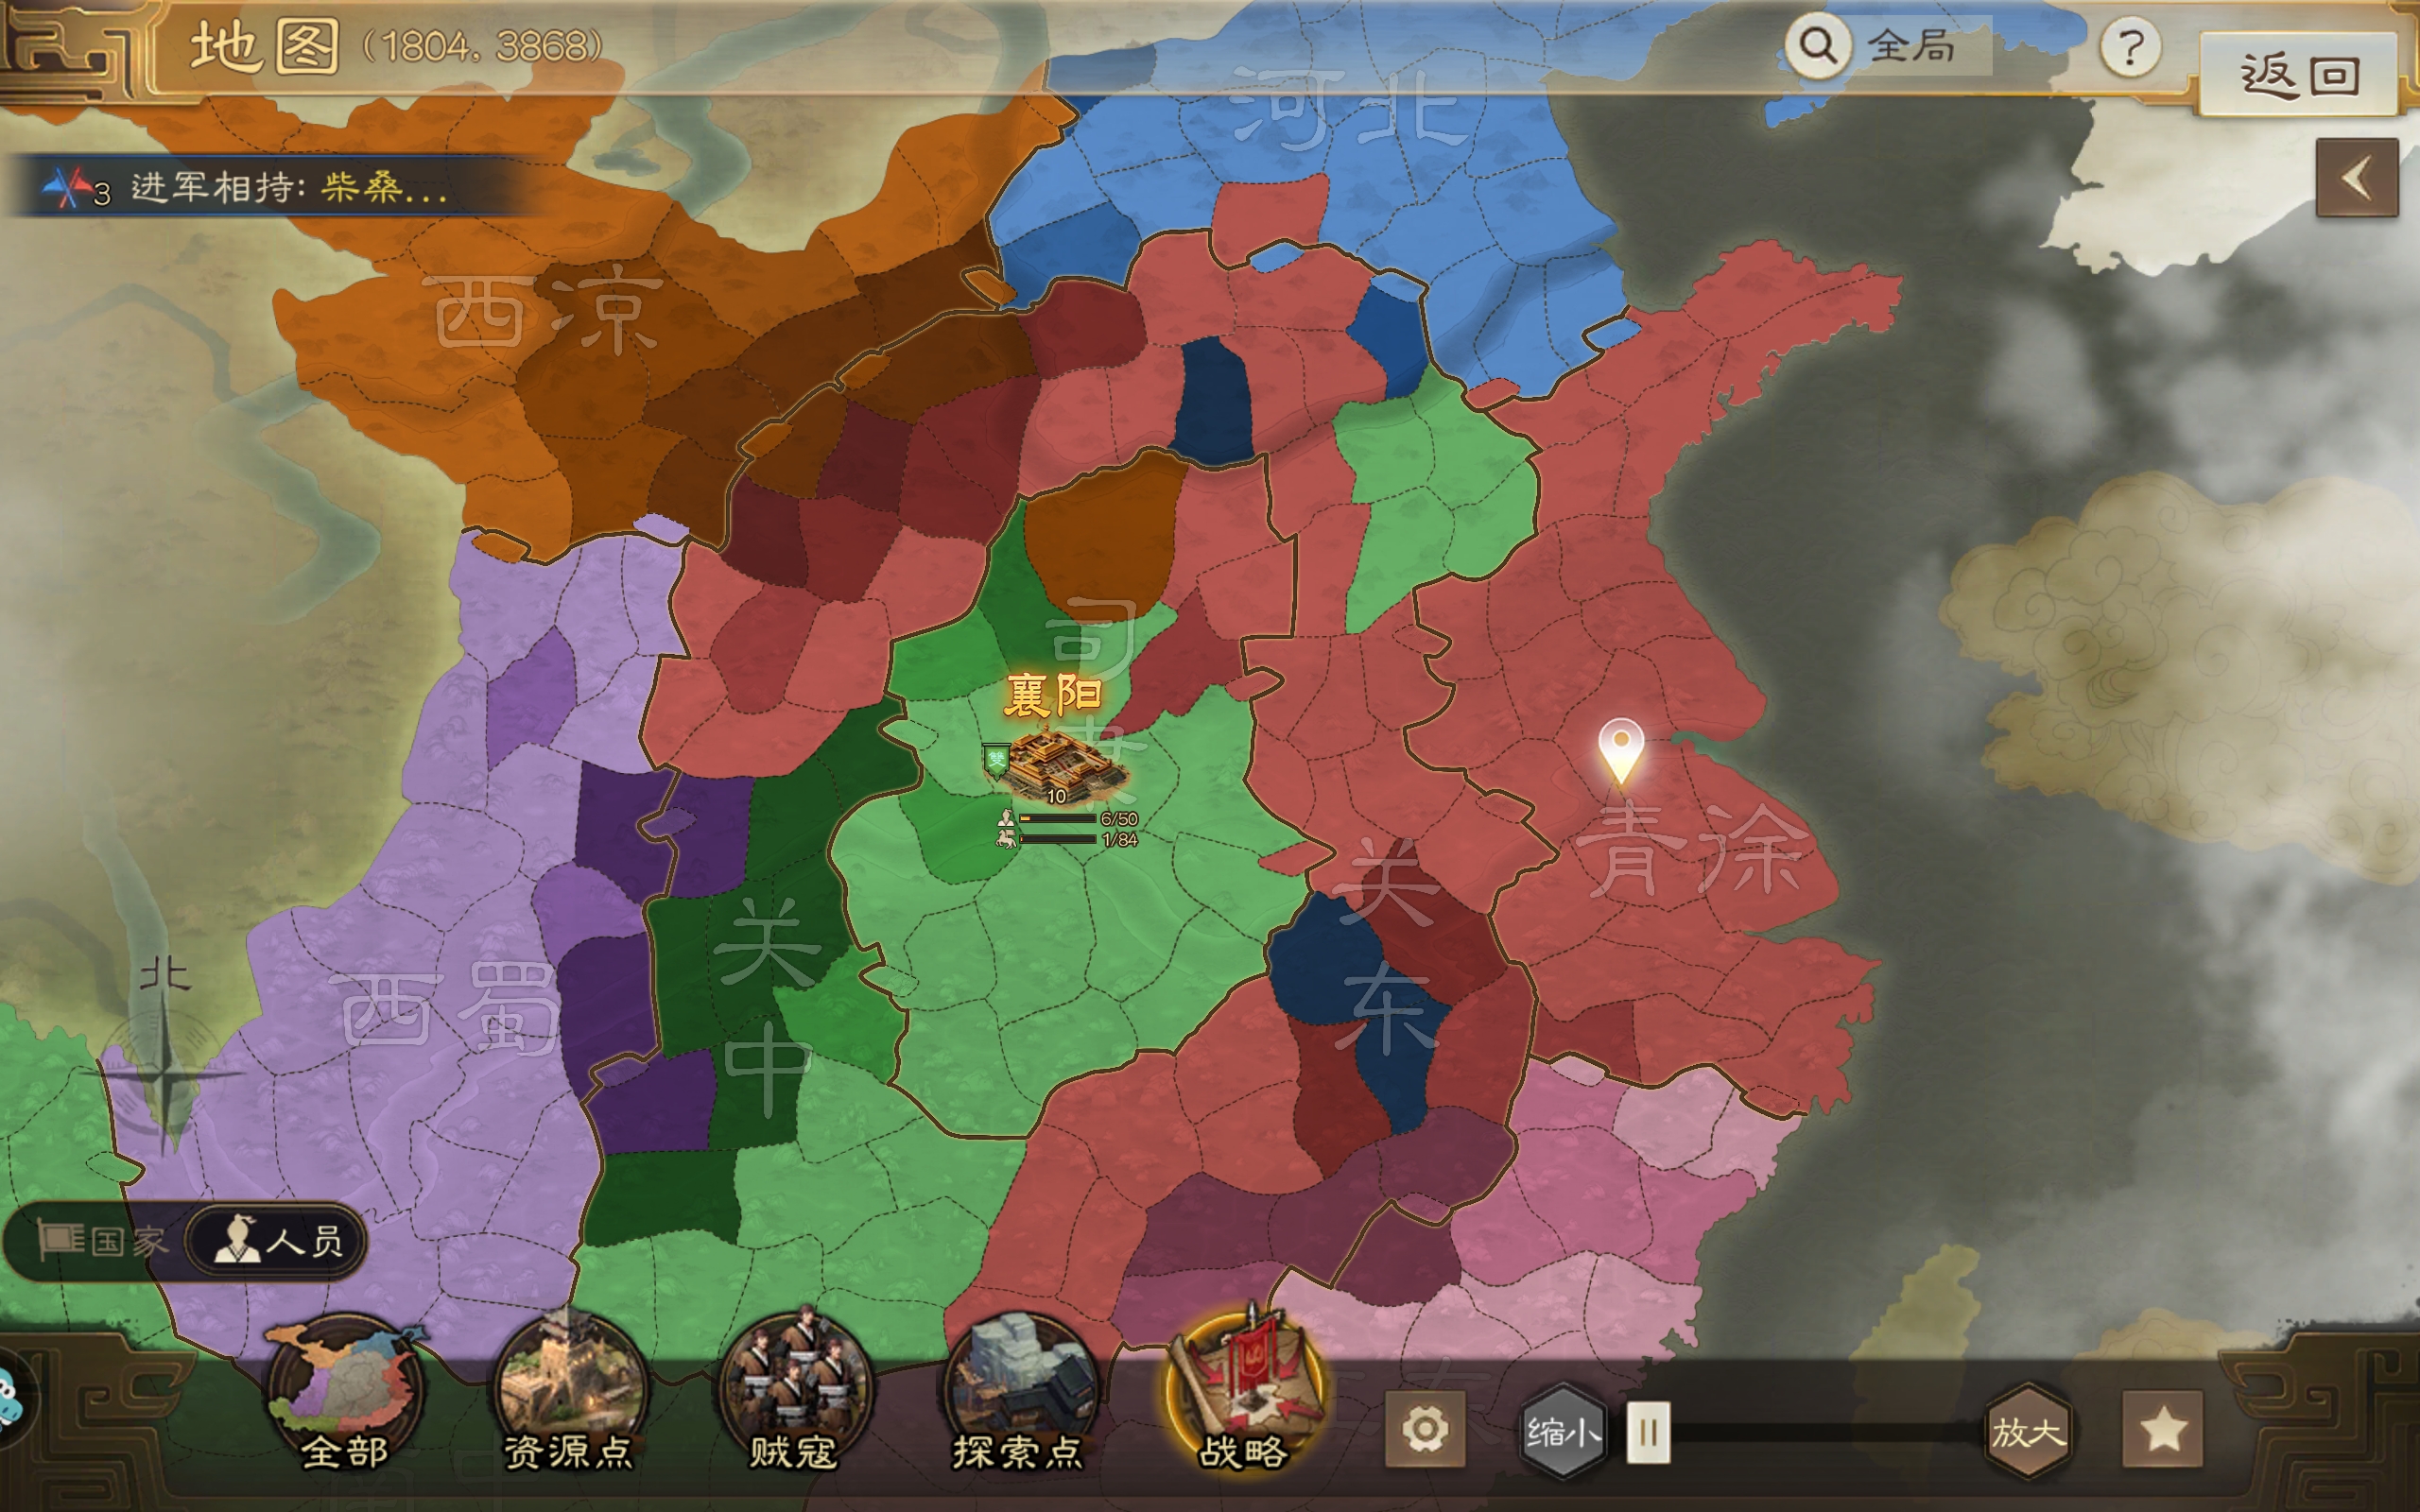 地图 (1804, 3868)
全局
?
返回
3 进军相持: 柴桑...
河北
西凉
司隶
襄阳
雙
10
6/50
1/84
青徐
关东
关中
西蜀
北
国家
人员
全部
资源点
贼寇
探索点
战略
缩小
放大